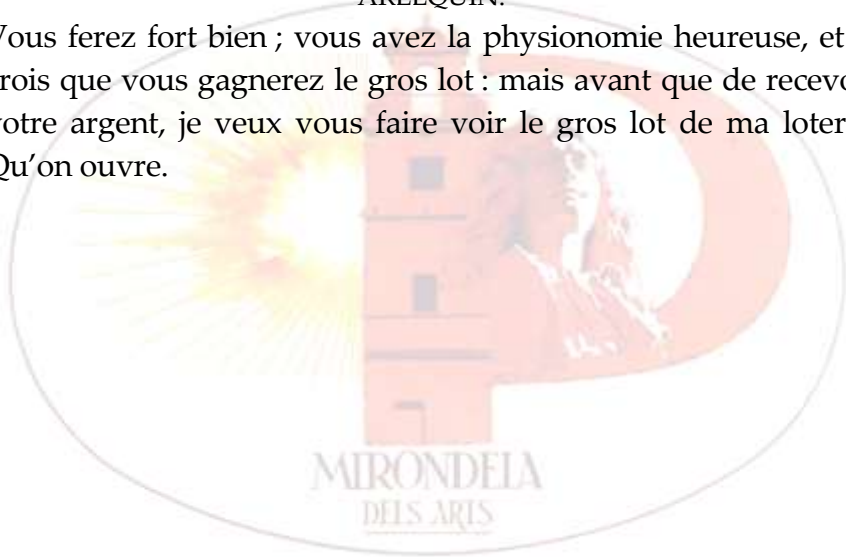 ARLEQUIN.
Vous ferez fort bien ; vous avez la physionomie heureuse, et
rois que vous gagnerez le gros lot : mais avant que de recevo
votre argent, je veux vous faire voir le gros lot de ma loter
Qu’on ouvre.
MIRONDELA
DELS ARTS